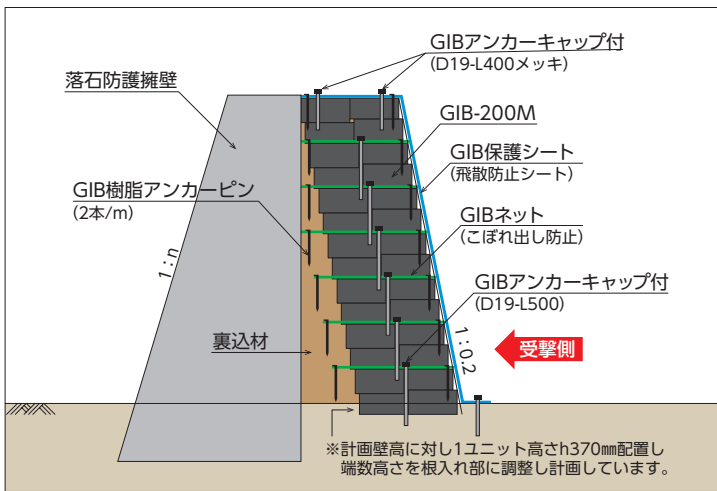 GIBアンカーキャップ付
(D19-L400メッキ)
落石防護擁壁
GIB-200M
GIB保護シート
(飛散防止シート)
GIB樹脂アンカーピン
(2本/m)
GIBネット
(こぼれ出し防止)
1:n
GIBアンカーキャップ付
(D19-L500)
裏込材
1:0.2
受撃側
※計画壁高に対し1ユニット高さh370㎜配置し
端数高さを根入れ部に調整し計画しています。